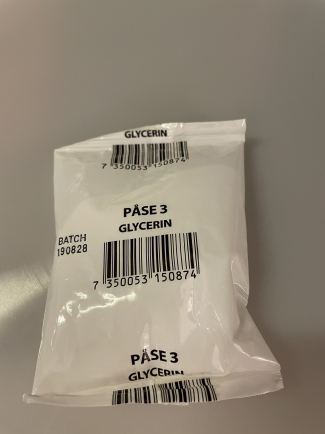 GLYCERIN
7 350053 150874
PÅSE 3
GLYCERIN
BATCH
190828
7 350053 150874
PÅSE 3
GLYCERIN